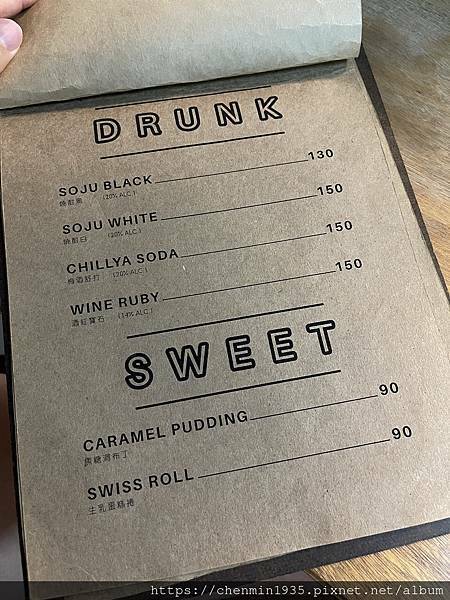 DRUNK
SOJU BLACK 130
燒酎黑 (20% ALC.)
SOJU WHITE 150
燒酎白 (20% ALC.)
CHILLYA SODA 150
梅酒舒打 (20% ALC.)
WINE RUBY 150
酒紅寶石 (14% ALC.)
SWEET
CARAMEL PUDDING 90
焦糖濃布丁
SWISS ROLL 90
生乳蛋糕捲
https://chenmin1935.pixnet.net/album